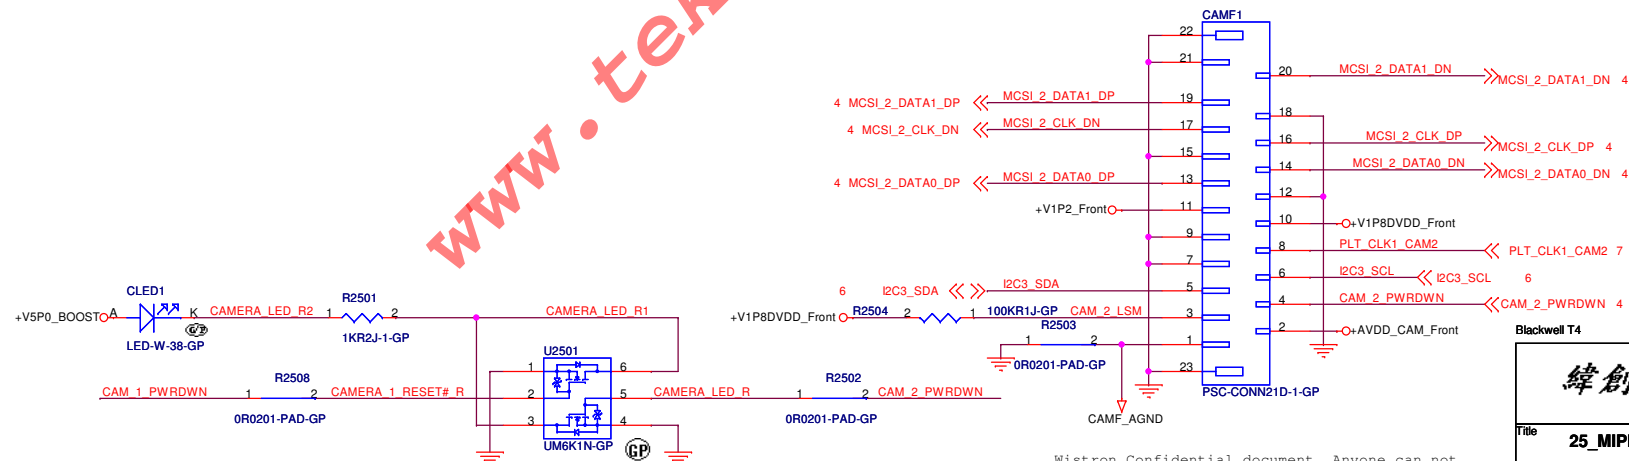 www.te
CAMF1
22
21
20 MCSI_2_DATA1_DN MCSI_2_DATA1_DN 4
4 MCSI_2_DATA1_DP MCSI_2_DATA1_DP 19
18
4 MCSI_2_CLK_DN MCSI_2_CLK_DN 17
16 MCSI_2_CLK_DP MCSI_2_CLK_DP 4
15
14 MCSI_2_DATA0_DN MCSI_2_DATA0_DN 4
4 MCSI_2_DATA0_DP MCSI_2_DATA0_DP 13
12
+V1P2_Front 11
10 +V1P8DVDD_Front
9
8 PLT_CLK1_CAM2 PLT_CLK1_CAM2 7
7
6 I2C3_SCL I2C3_SCL 6
6 I2C3_SDA I2C3_SDA 5
4 CAM_2_PWRDWN CAM_2_PWRDWN 4
+V1P8DVDD_Front R2504 2 1 100KR1J-GP CAM_2_LSM 3
2 +AVDD_CAM_Front
R2503
1 2 1
0R0201-PAD-GP
23
PSC-CONN21D-1-GP
CAMF_AGND
CLED1
+V5P0_BOOST A K CAMERA_LED_R2 1 R2501 2 CAMERA_LED_R1
LED-W-38-GP
1KR2J-1-GP
U2501
1 6
CAM_1_PWRDWN 1 R2508 2 CAMERA_1_RESET#_R 2 5 CAMERA_LED_R 1 R2502 2 CAM_2_PWRDWN
0R0201-PAD-GP
0R0201-PAD-GP
3 4
UM6K1N-GP
GP
Blackwell T4
緯創
Title
25_MIP
Wistron Confidential document, Anyone can not